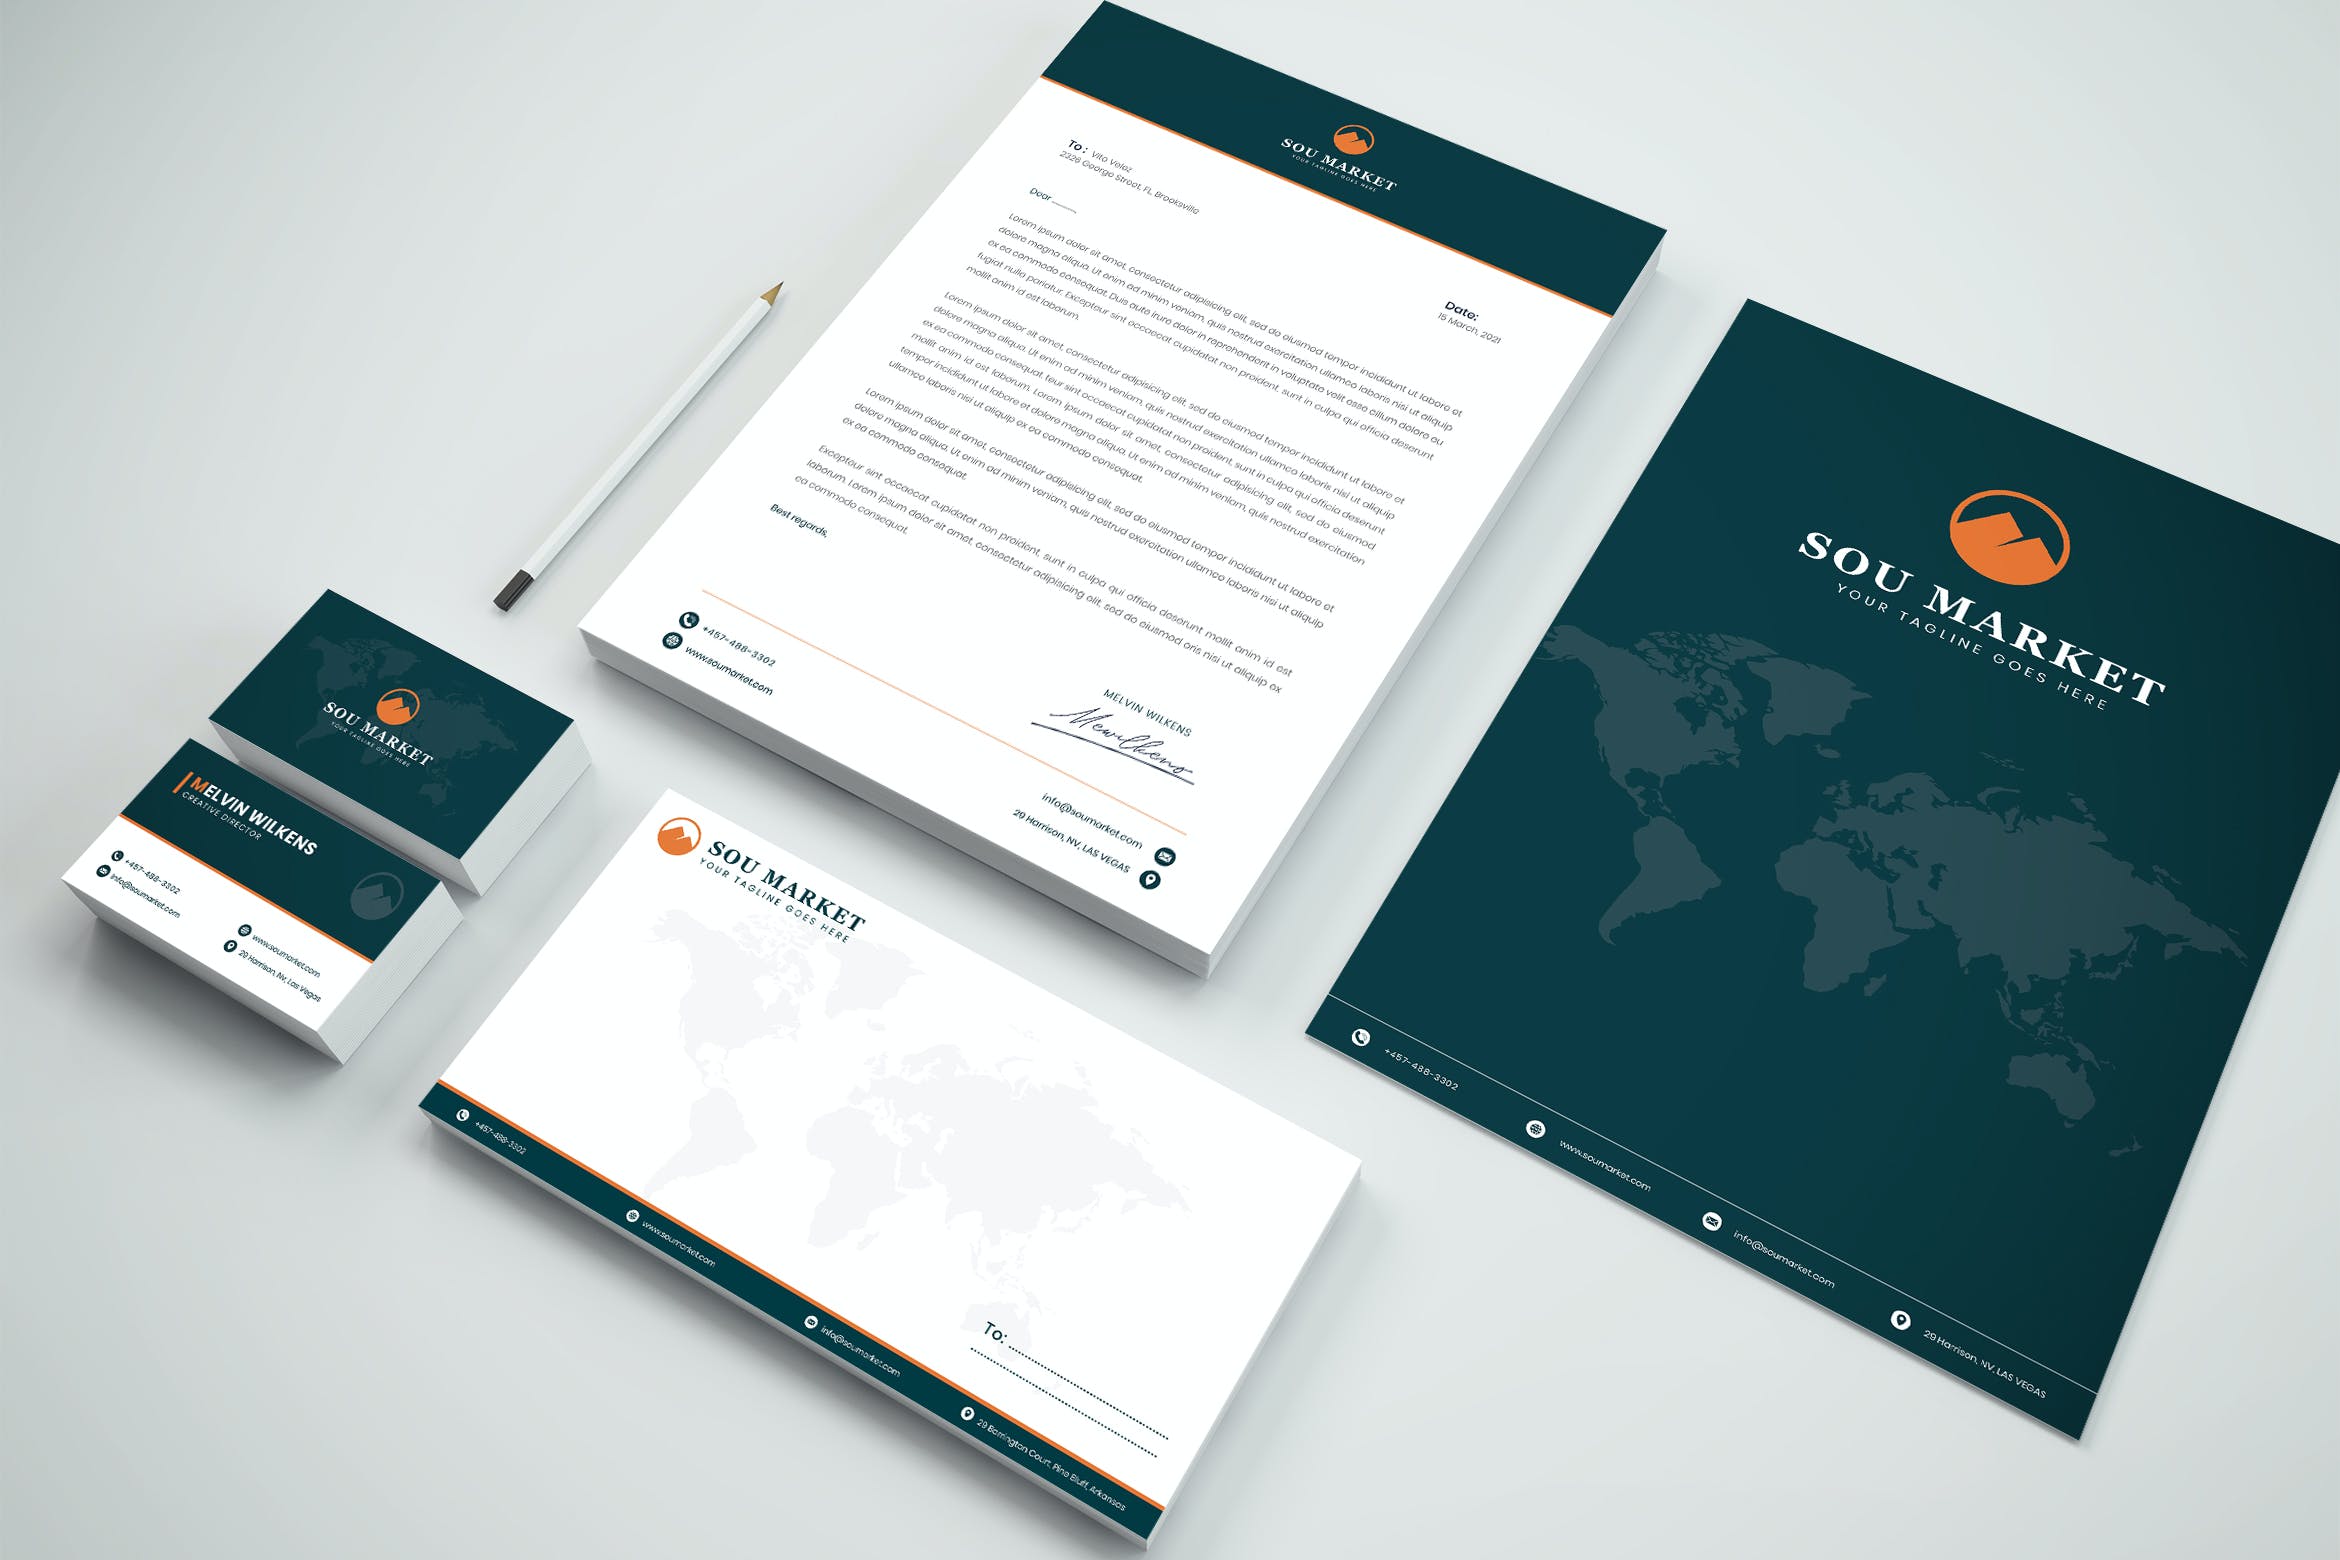 SOU MARKET
YOUR TAGLINE GOES HERE
To : Vito Veloz
2326 George Street, FL Brooksville
Date:
15 March, 2021
Dear
Lorem ipsum dolor sit amet, consectetur adipisicing elit, sed do eiusmod tempor incididunt ut labore et
dolore magna aliqua. Ut enim ad minim veniam, quis nostrud exercitation ullamco laboris nisi ut aliquip
ex ea commodo consequat. Duis aute irure dolor in reprehenderit in voluptate velit esse cillum dolore eu
fugiat nulla pariatur. Excepteur sint occaecat cupidatat non proident, sunt in culpa qui officia deserunt
mollit anim id est laborum.
Lorem ipsum dolor sit amet, consectetur adipisicing elit, sed do eiusmod tempor incididunt ut labore et
dolore magna aliqua. Ut enim ad minim veniam, quis nostrud exercitation ullamco laboris nisi ut aliquip
ex ea commodo consequat. teur sint occaecat cupidatat non proident, sunt in culpa qui officia deserunt
mollit anim id est laborum. Lorem ipsum dolor sit amet, consectetur adipisicing elit, sed do eiusmod
tempor incididunt ut labore et dolore magna aliqua. Ut enim ad minim veniam, quis nostrud exercitation
ullamco laboris nisi ut aliquip ex ea commodo consequat.
Lorem ipsum dolor sit amet, consectetur adipisicing elit, sed do eiusmod tempor incididunt ut labore et
dolore magna aliqua. Ut enim ad minim veniam, quis nostrud exercitation ullamco laboris nisi ut aliquip
ex ea commodo consequat.
Excepteur sint occaecat cupidatat non proident, sunt in culpa qui officia deserunt mollit anim id est
laborum. Lorem ipsum dolor sit amet, consectetur adipisicing elit, sed do eiusmod oris nisi ut aliquip ex
ea commodo consequat.
Best regards,
MELVIN WILKENS
Mewilkens
+457-488-3302
www.soumarket.com
info@soumarket.com
29 Harrison, NV, LAS VEGAS
SOU MARKET
YOUR TAGLINE GOES HERE
+457-488-3302
www.soumarket.com
info@soumarket.com
29 Harrison, NV, LAS VEGAS
SOU MARKET
YOUR TAGLINE GOES HERE
MELVIN WILKENS
CREATIVE DIRECTOR
+457-488-3302
info@soumarket.com
www.soumarket.com
29 Harrison, Nv, Las Vegas
SOU MARKET
YOUR TAGLINE GOES HERE
To:
+457-488-3302
www.soumarket.com
info@soumarket.com
29 Barrington Court, Pine Bluff, Arkansas